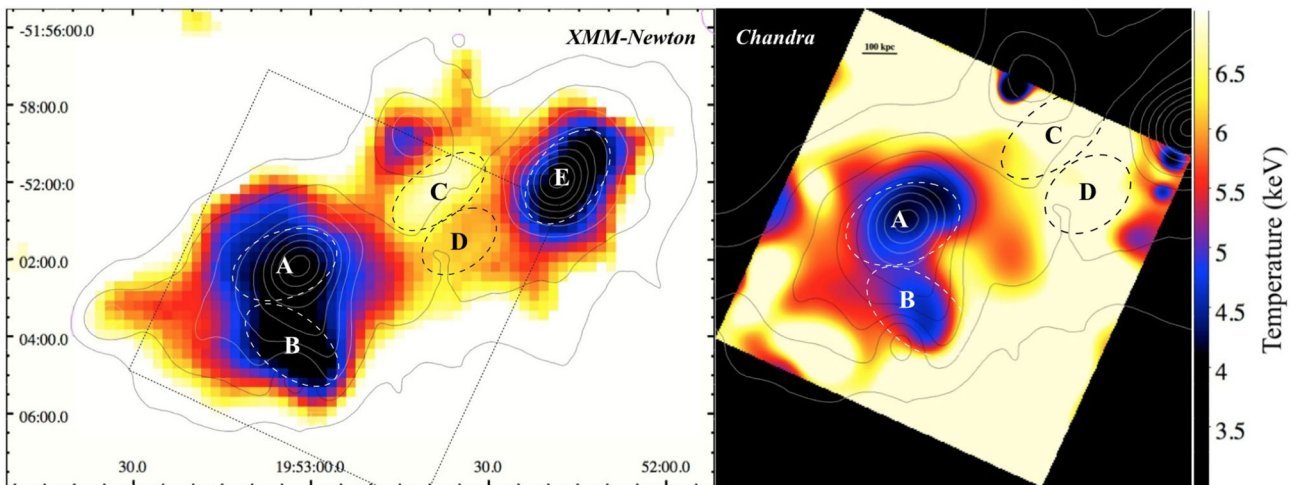 XMM-Newton
-51:56:00.0
58:00.0
-52:00:0
02:00.0
04:00.0
06:00.0
30.0
19:53:00.0
30.0
52:00.0
A
B
C
D
E
Chandra
100 kpc
A
B
C
D
6.5
6
5.5
5
4.5
4
3.5
Temperature (keV)